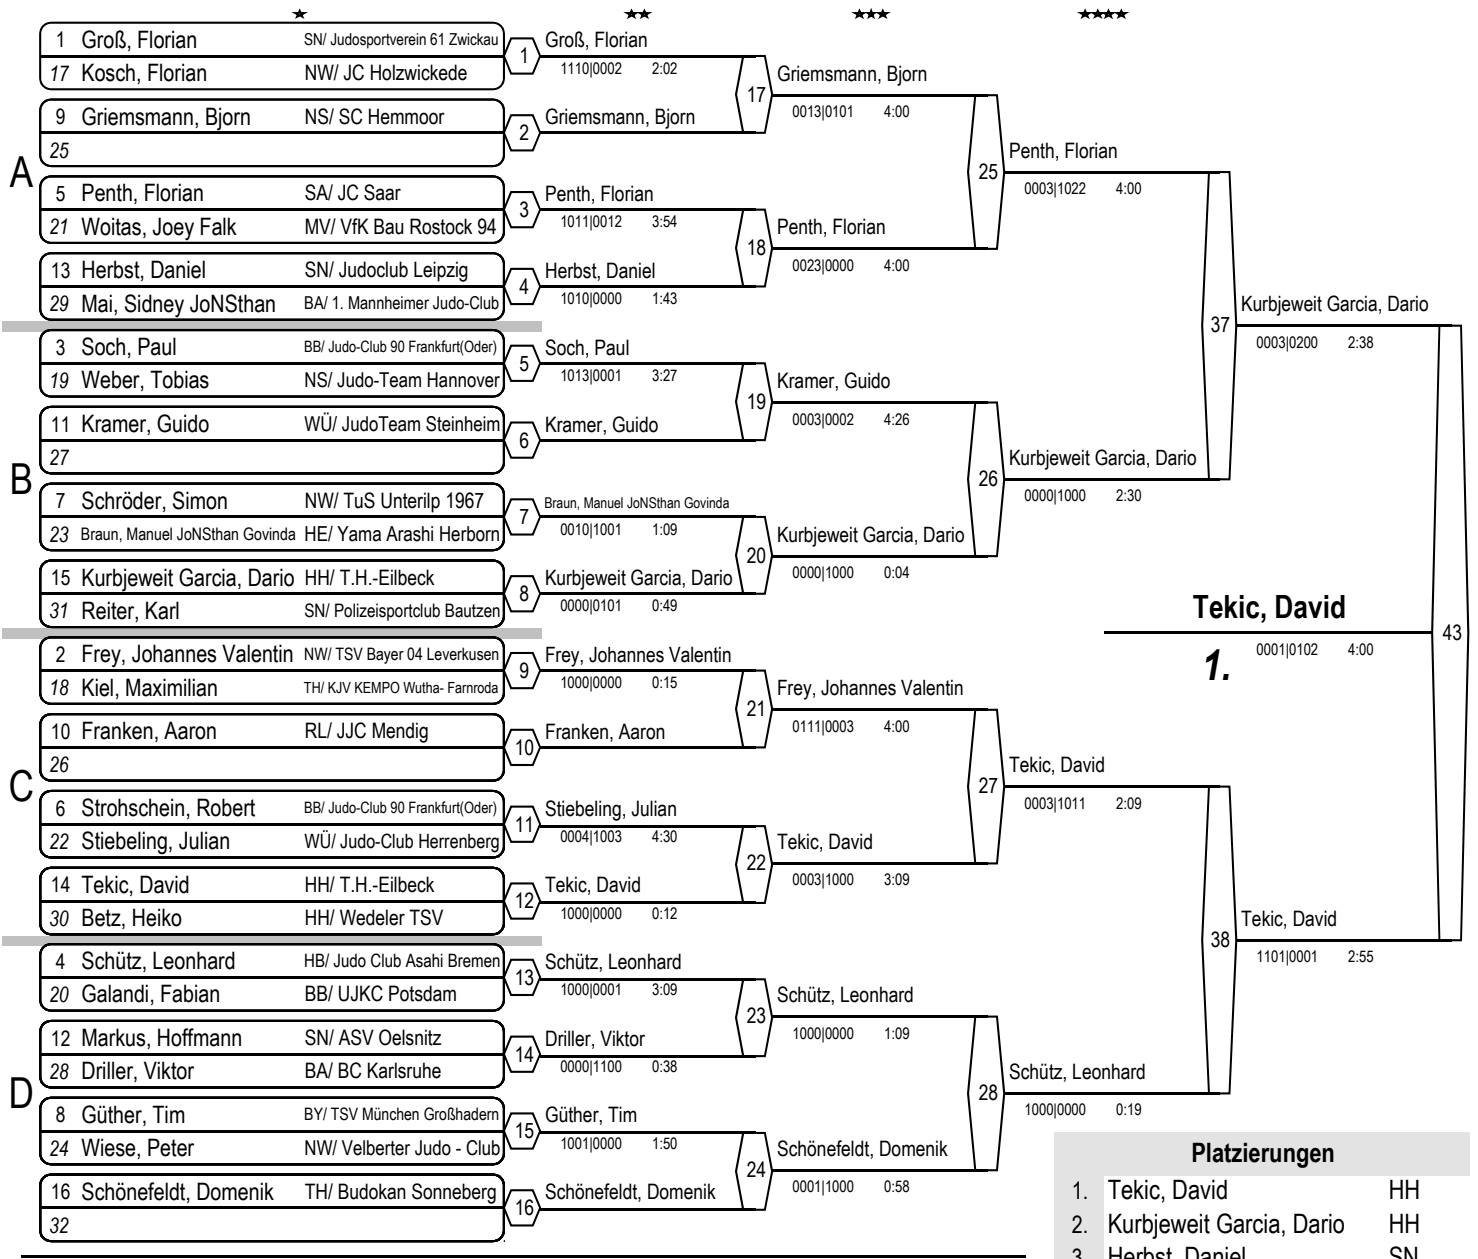 ★ ★★ ★★★ ★★★★
A
1 Groß, Florian SN/ Judosportverein 61 Zwickau
17 Kosch, Florian NW/ JC Holzwickede
9 Griemsmann, Bjorn NS/ SC Hemmoor
25
5 Penth, Florian SA/ JC Saar
21 Woitas, Joey Falk MV/ VfK Bau Rostock 94
13 Herbst, Daniel SN/ Judoclub Leipzig
29 Mai, Sidney JoNSthan BA/ 1. Mannheimer Judo-Club
B
3 Soch, Paul BB/ Judo-Club 90 Frankfurt(Oder)
19 Weber, Tobias NS/ Judo-Team Hannover
11 Kramer, Guido WÜ/ JudoTeam Steinheim
27
7 Schröder, Simon NW/ TuS Unterilp 1967
23 Braun, Manuel JoNSthan Govinda HE/ Yama Arashi Herborn
15 Kurbjeweit Garcia, Dario HH/ T.H.-Eilbeck
31 Reiter, Karl SN/ Polizeisportclub Bautzen
C
2 Frey, Johannes Valentin NW/ TSV Bayer 04 Leverkusen
18 Kiel, Maximilian TH/ KJV KEMPO Wutha- Farnroda
10 Franken, Aaron RL/ JJC Mendig
26
6 Strohschein, Robert BB/ Judo-Club 90 Frankfurt(Oder)
22 Stiebeling, Julian WÜ/ Judo-Club Herrenberg
14 Tekic, David HH/ T.H.-Eilbeck
30 Betz, Heiko HH/ Wedeler TSV
D
4 Schütz, Leonhard HB/ Judo Club Asahi Bremen
20 Galandi, Fabian BB/ UJKC Potsdam
12 Markus, Hoffmann SN/ ASV Oelsnitz
28 Driller, Viktor BA/ BC Karlsruhe
8 Güther, Tim BY/ TSV München Großhadern
24 Wiese, Peter NW/ Velberter Judo - Club
16 Schönefeldt, Domenik TH/ Budokan Sonneberg
32
1 Groß, Florian
1110|0002 2:02
2 Griemsmann, Bjorn
3 Penth, Florian
1011|0012 3:54
4 Herbst, Daniel
1010|0000 1:43
5 Soch, Paul
1013|0001 3:27
6 Kramer, Guido
7 Braun, Manuel JoNSthan Govinda
0010|1001 1:09
8 Kurbjeweit Garcia, Dario
0000|0101 0:49
9 Frey, Johannes Valentin
1000|0000 0:15
10 Franken, Aaron
11 Stiebeling, Julian
0004|1003 4:30
12 Tekic, David
1000|0000 0:12
13 Schütz, Leonhard
1000|0001 3:09
14 Driller, Viktor
0000|1100 0:38
15 Güther, Tim
1001|0000 1:50
16 Schönefeldt, Domenik
17 Griemsmann, Bjorn
0013|0101 4:00
18 Penth, Florian
0023|0000 4:00
19 Kramer, Guido
0003|0002 4:26
20 Kurbjeweit Garcia, Dario
0000|1000 0:04
21 Frey, Johannes Valentin
0111|0003 4:00
22 Tekic, David
0003|1000 3:09
23 Schütz, Leonhard
1000|0000 1:09
24 Schönefeldt, Domenik
0001|1000 0:58
25 Penth, Florian
0003|1022 4:00
26 Kurbjeweit Garcia, Dario
0000|1000 2:30
27 Tekic, David
0003|1011 2:09
28 Schütz, Leonhard
1000|0000 0:19
37 Kurbjeweit Garcia, Dario
0003|0200 2:38
38 Tekic, David
1101|0001 2:55
43 Tekic, David
1. 0001|0102 4:00
Platzierungen
1. Tekic, David HH
2. Kurbjeweit Garcia, Dario HH
3. Herbst, Daniel SN